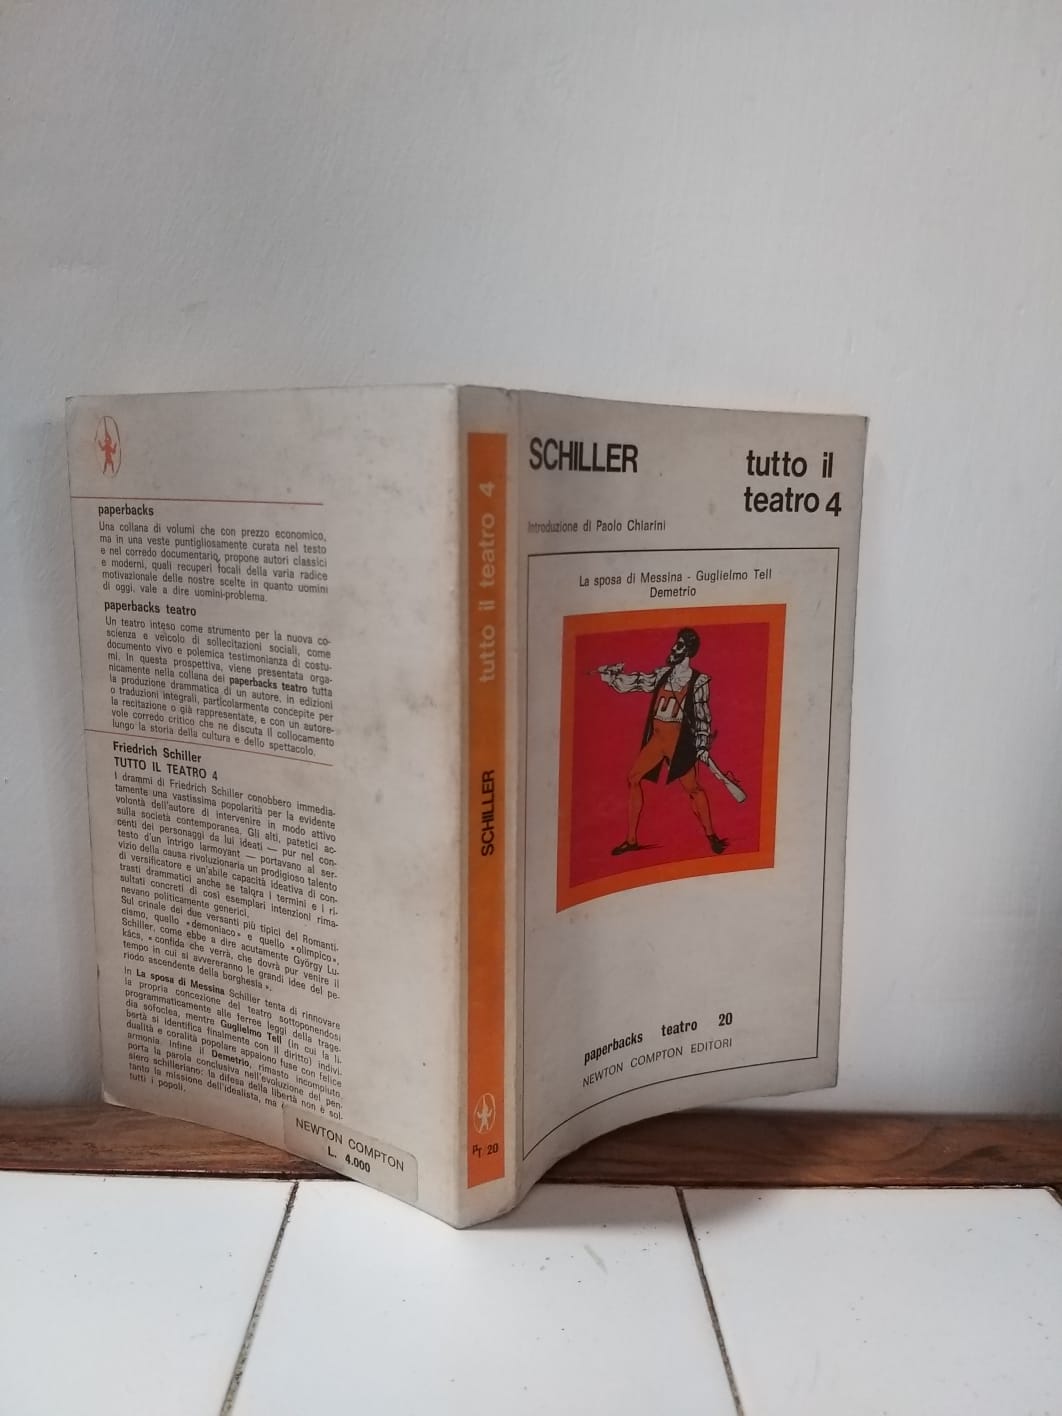 paperbacks
Una collana di volumi che con prezzo economico,
ma in una veste puntigliosamente curata nel testo
e nel corredo documentario, propone autori classici
e moderni, quali recuperi focali della varia radice
motivazionale delle nostre scelte in quanto uomini
di oggi, vale a dire uomini-problema.
paperbacks teatro
Un teatro inteso come strumento per la nuova co-
scienza e veicolo di sollecitazioni sociali, come
documento vivo e polemica testimonianza di costu-
mi. In questa prospettiva, viene presentata orga-
nicamente nella collana dei paperbacks teatro tutta
la produzione drammatica di un autore, in edizioni
o traduzioni integrali, particolarmente concepite per
la recitazione o già rappresentate, e con un autore-
vole corredo critico che ne discuta il collocamento
lungo la storia della cultura e dello spettacolo.
Friedrich Schiller
TUTTO IL TEATRO 4
I drammi di Friedrich Schiller conobbero immedia-
tamente una vastissima popolarità per la evidente
volontà dell'autore di intervenire in modo attivo
sulla società contemporanea. Gli alti, patetici ac-
centi dei personaggi da lui ideati — pur nel con-
testo d'un intrigo larmoyant — portavano al ser-
vizio della causa rivoluzionaria un prodigioso talento
di versificatore e un'abile capacità ideativa di con-
trasti drammatici anche se talora i termini e i ri-
sultati concreti di così esemplari intenzioni rima-
nevano politicamente generici.
Sul crinale dei due versanti più tipici del Romanti-
cismo, quello «demoniaco» e quello «olimpico»,
Schiller, come ebbe a dire acutamente György Lu-
kács, «confida che verrà, che dovrà pur venire il
tempo in cui si avvereranno le grandi idee del pe-
riodo ascendente della borghesia».
In La sposa di Messina Schiller tenta di rinnovare
la propria concezione del teatro sottoponendosi
programmaticamente alle ferree leggi della trage-
dia sofoclea, mentre Guglielmo Tell (in cui la li-
bertà si identifica finalmente con il diritto) indivi-
dualità e coralità popolare appaiono fuse con felice
armonia. Infine il Demetrio, rimasto incompiuto,
porta la parola conclusiva nell'evoluzione del pen-
siero schilleriano: la difesa della libertà non è sol-
tanto la missione dell'idealista, ma
tutti i popoli.
NEWTON COMPTON
L. 4.000
tutto il teatro 4
SCHILLER
PT 20
SCHILLER
tutto il
teatro 4
Introduzione di Paolo Chiarini
La sposa di Messina - Guglielmo Tell
Demetrio
paperbacks teatro 20
NEWTON COMPTON EDITORI